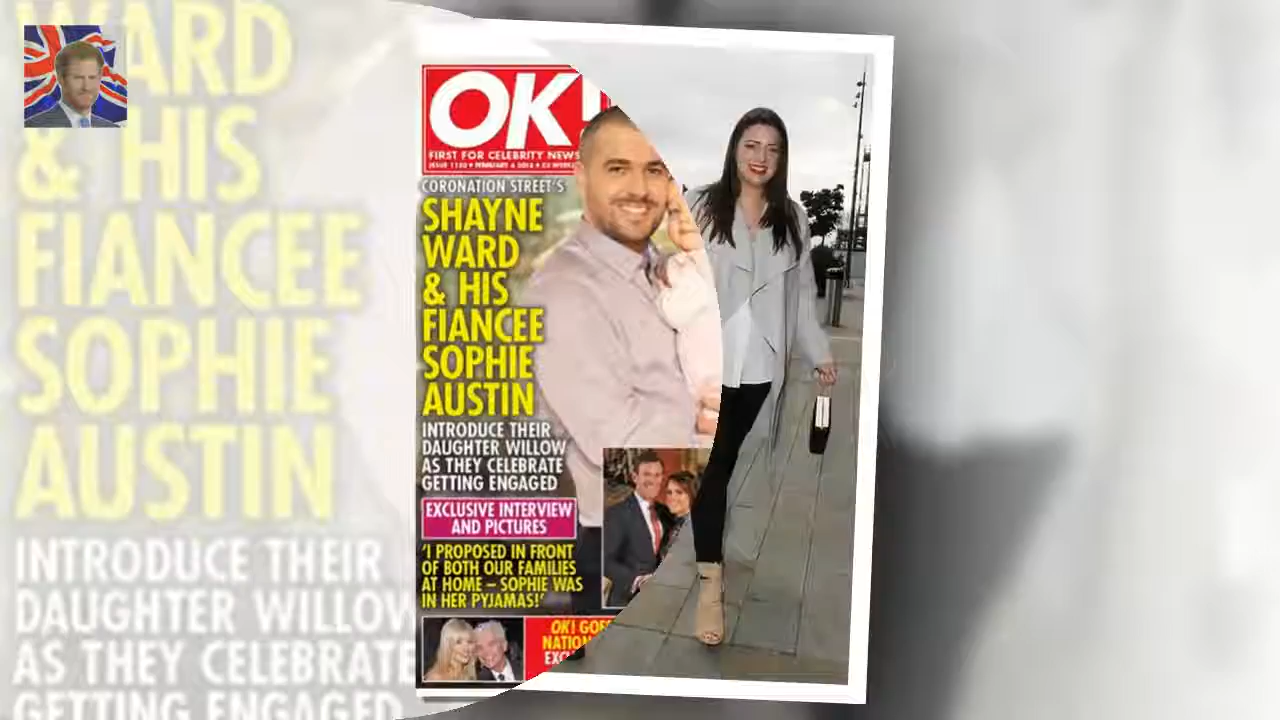 WARD
& HIS
FIANCEE
SOPHIE
AUSTIN
INTRODUCE THEIR
DAUGHTER WILLOW
AS THEY CELEBRATE
GETTING ENGAGED
OK!
FIRST FOR CELEBRITY NEWS
CORONATION STREET'S
SHAYNE
WARD
& HIS
FIANCEE
SOPHIE
AUSTIN
INTRODUCE THEIR
DAUGHTER WILLOW
AS THEY CELEBRATE
GETTING ENGAGED
EXCLUSIVE INTERVIEW
AND PICTURES
'I PROPOSED IN FRONT
OF BOTH OUR FAMILIES
AT HOME – SOPHIE WAS
IN HER PYJAMAS!'
OK!